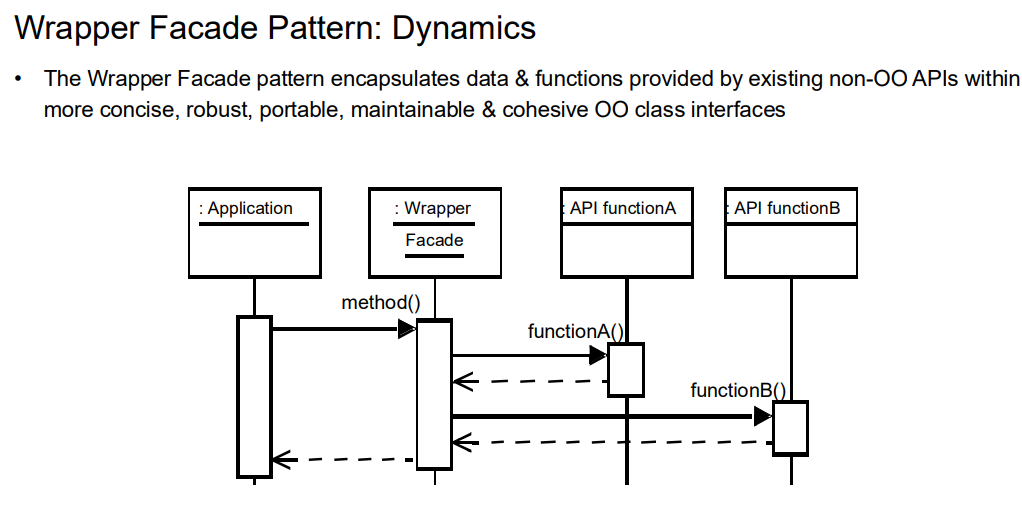 Wrapper Facade Pattern: Dynamics
• The Wrapper Facade pattern encapsulates data & functions provided by existing non-OO APIs within
more concise, robust, portable, maintainable & cohesive OO class interfaces
: Application
: Wrapper
Facade
: API functionA
: API functionB
method()
functionA()
functionB()